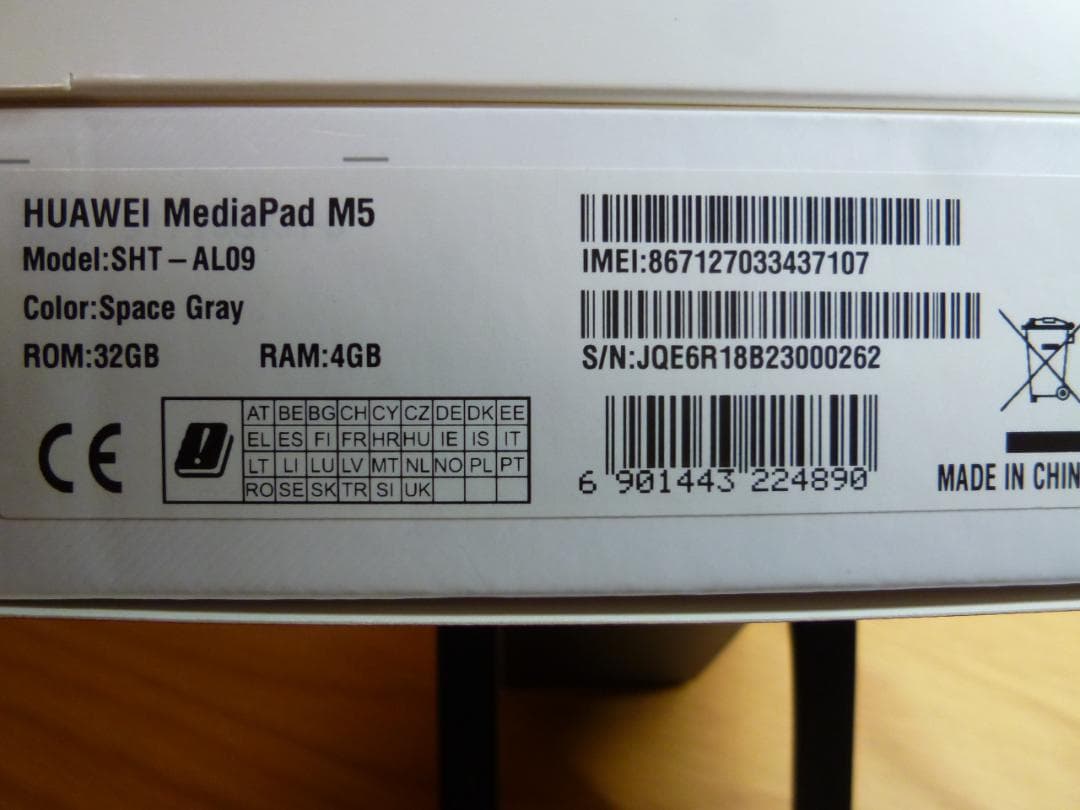 HUAWEI MediaPad M5
Model:SHT-AL09
Color:Space Gray
ROM:32GB RAM:4GB
IMEI:867127033437107
S/N:JQE6R18B23000262
CE
AT BE BG CH CY CZ DE DK EE
EL ES FI FR HR HU IE IS IT
LT LI LU LV MT NL NO PL PT
RO SE SK TR SI UK
6 901443 224890
MADE IN CHIN